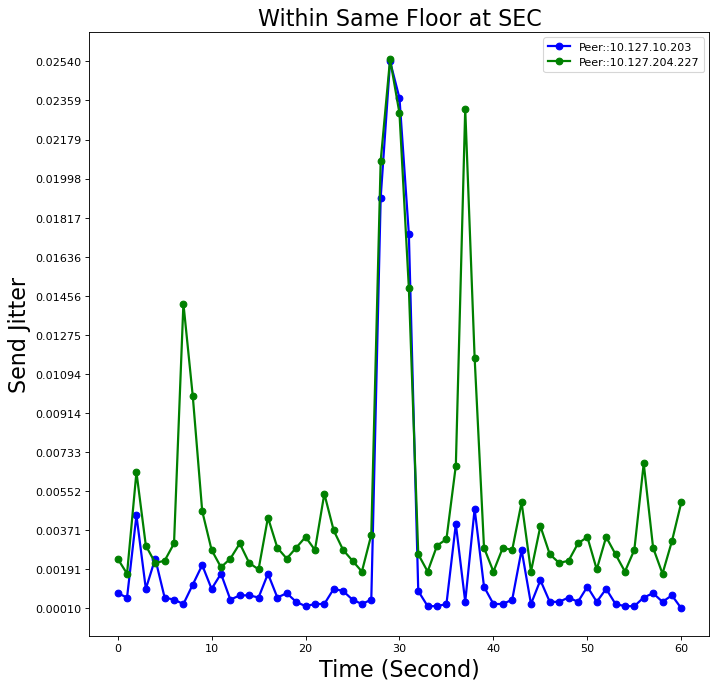 Within Same Floor at SEC
Peer::10.127.10.203
Peer::10.127.204.227
Send Jitter
0.02540
0.02359
0.02179
0.01998
0.01817
0.01636
0.01456
0.01275
0.01094
0.00914
0.00733
0.00552
0.00371
0.00191
0.00010
0 10 20 30 40 50 60
Time (Second)